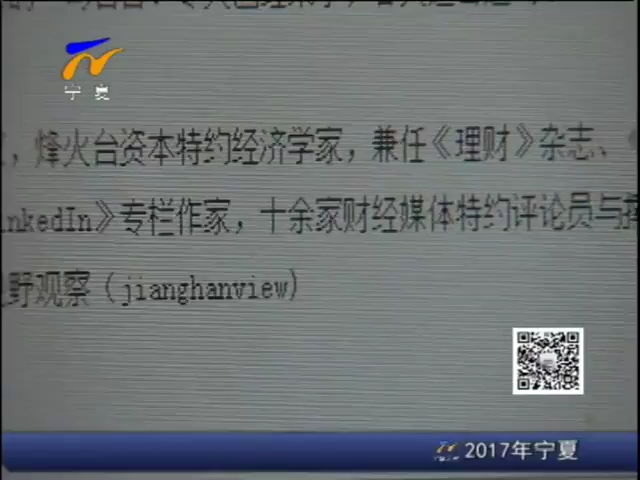 宁夏
，烽火台资本特约经济学家，兼任《理财》杂志、
nkedIn》专栏作家，十余家财经媒体特约评论员与
野观察（jianghanview）
2017年宁夏